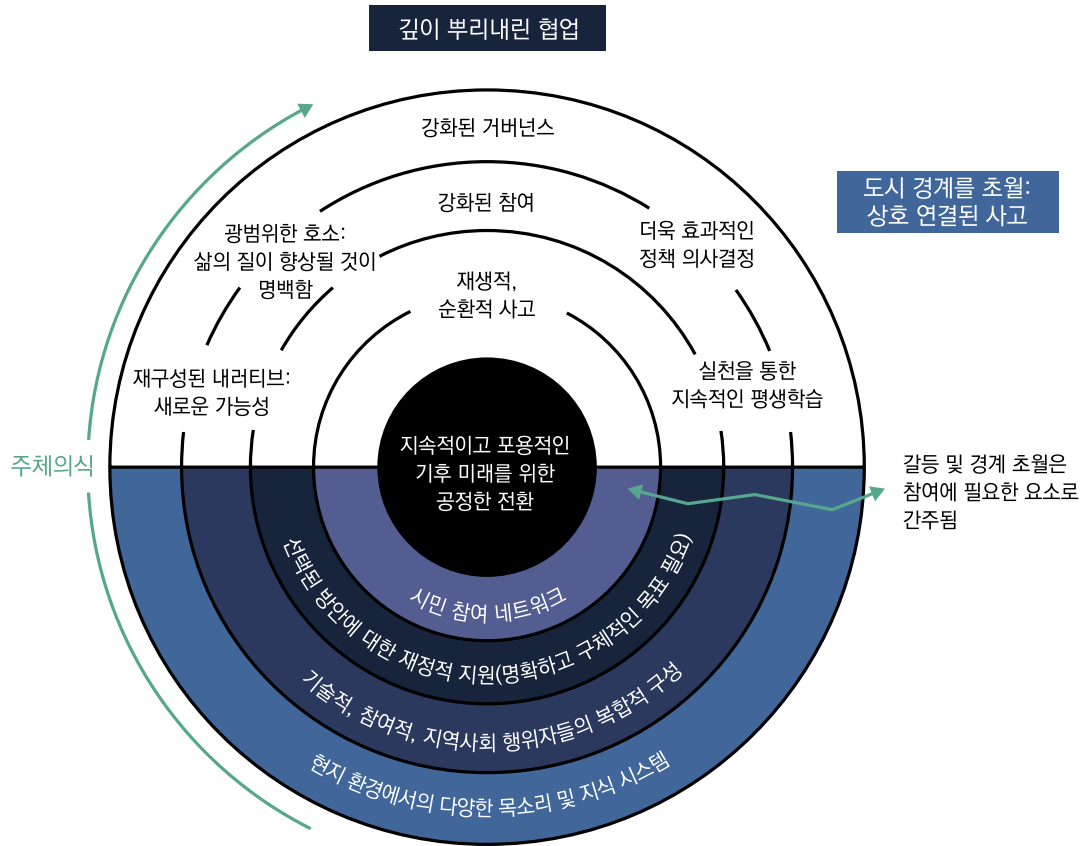 깊이 뿌리내린 협업
강화된 거버넌스
도시 경계를 초월:
상호 연결된 사고
강화된 참여
광범위한 호소:
삶의 질이 향상될 것이
명백함
더욱 효과적인
정책 의사결정
재생적,
순환적 사고
재구성된 내러티브:
새로운 가능성
실천을 통한
지속적인 평생학습
주체의식
지속적이고 포용적인
기후 미래를 위한
공정한 전환
갈등 및 경계 초월은
참여에 필요한 요소로
간주됨
시민 참여 네트워크
선택된 방안에 대한 재정적 지원(명확하고 구체적인 목표 필요)
기술적, 참여적, 지역사회 행위자들의 복합적 구성
현지 환경에서의 다양한 목소리 및 지식 시스템